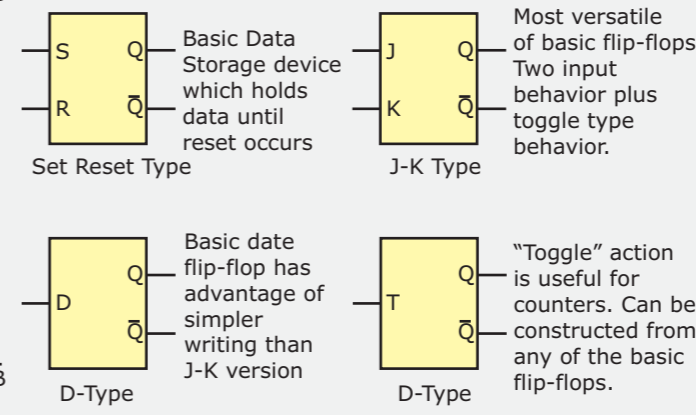 S
Q
R
Q̄
Set Reset Type
Basic Data
Storage device
which holds
data until
reset occurs
J
Q
K
Q̄
J-K Type
Most versatile
of basic flip-flops
Two input
behavior plus
toggle type
behavior.
Q
D
Q̄
D-Type
Basic date
flip-flop has
advantage of
simpler
writing than
J-K version
Q
T
Q̄
D-Type
“Toggle” action
is useful for
counters. Can be
constructed from
any of the basic
flip-flops.